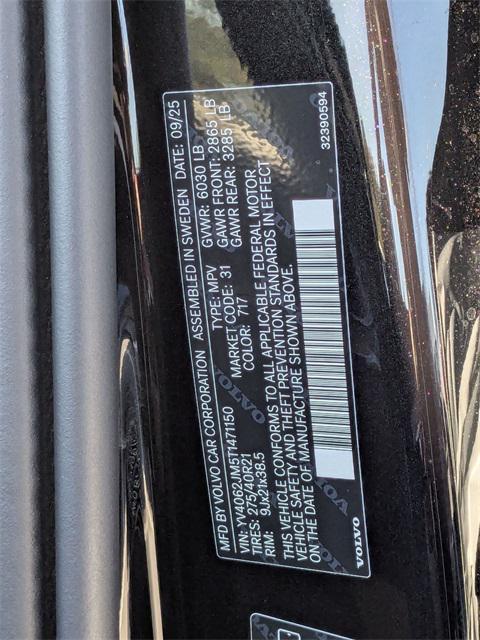 MFD BY VOLVO CAR CORPORATION ASSEMBLED IN SWEDEN DATE: 09/25
VIN: YV4062JM5T1471150 TYPE: MPV GVWR: 6030 LB
TIRES: 275/40R21 MARKET CODE: 31 GAWR FRONT: 2865 LB
RIM: 9Jx21x38.5 COLOR: 717 GAWR REAR: 3285 LB
THIS VEHICLE CONFORMS TO ALL APPLICABLE FEDERAL MOTOR
VEHICLE SAFETY AND THEFT PREVENTION STANDARDS IN EFFECT
ON THE DATE OF MANUFACTURE SHOWN ABOVE.
VOLVO 32390594